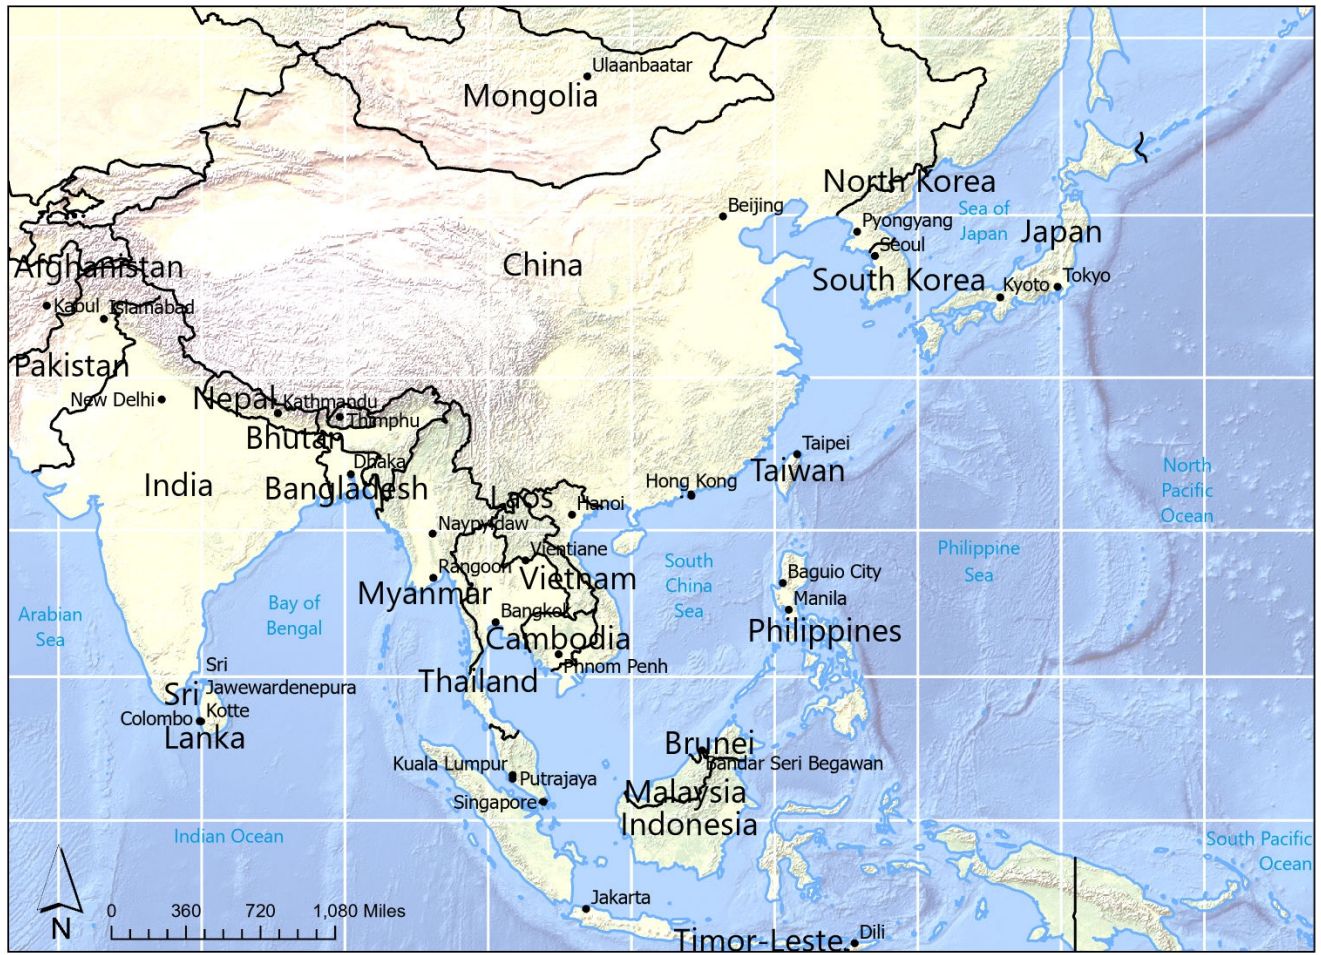 Ulaanbaatar
Mongolia
North Korea
Beijing
Sea of
Japan
Pyongyang
Japan
Seoul
China
Afghanistan
South Korea
Tokyo
Kyoto
Kabul
Islamabad
Pakistan
New Delhi
Nepal
Kathmandu
Thimphu
Bhutan
Taipei
Dhaka
Taiwan
North
Pacific
Ocean
India
Bangladesh
Hong Kong
Laos
Hanoi
Naypyidaw
Vientiane
Philippine
Sea
South
China
Sea
Rangoon
Vietnam
Baguio City
Myanmar
Manila
Arabian
Sea
Bay of
Bengal
Bangkok
Cambodia
Philippines
Phnom Penh
Sri
Jawewardenepura
Kotte
Thailand
Sri
Lanka
Colombo
Brunei
Bandar Seri Begawan
Kuala Lumpur
Putrajaya
Malaysia
Singapore
Indonesia
Indian Ocean
South Pacific
Ocean
Jakarta
0 360 720 1,080 Miles
N
Timor-Leste
Dili